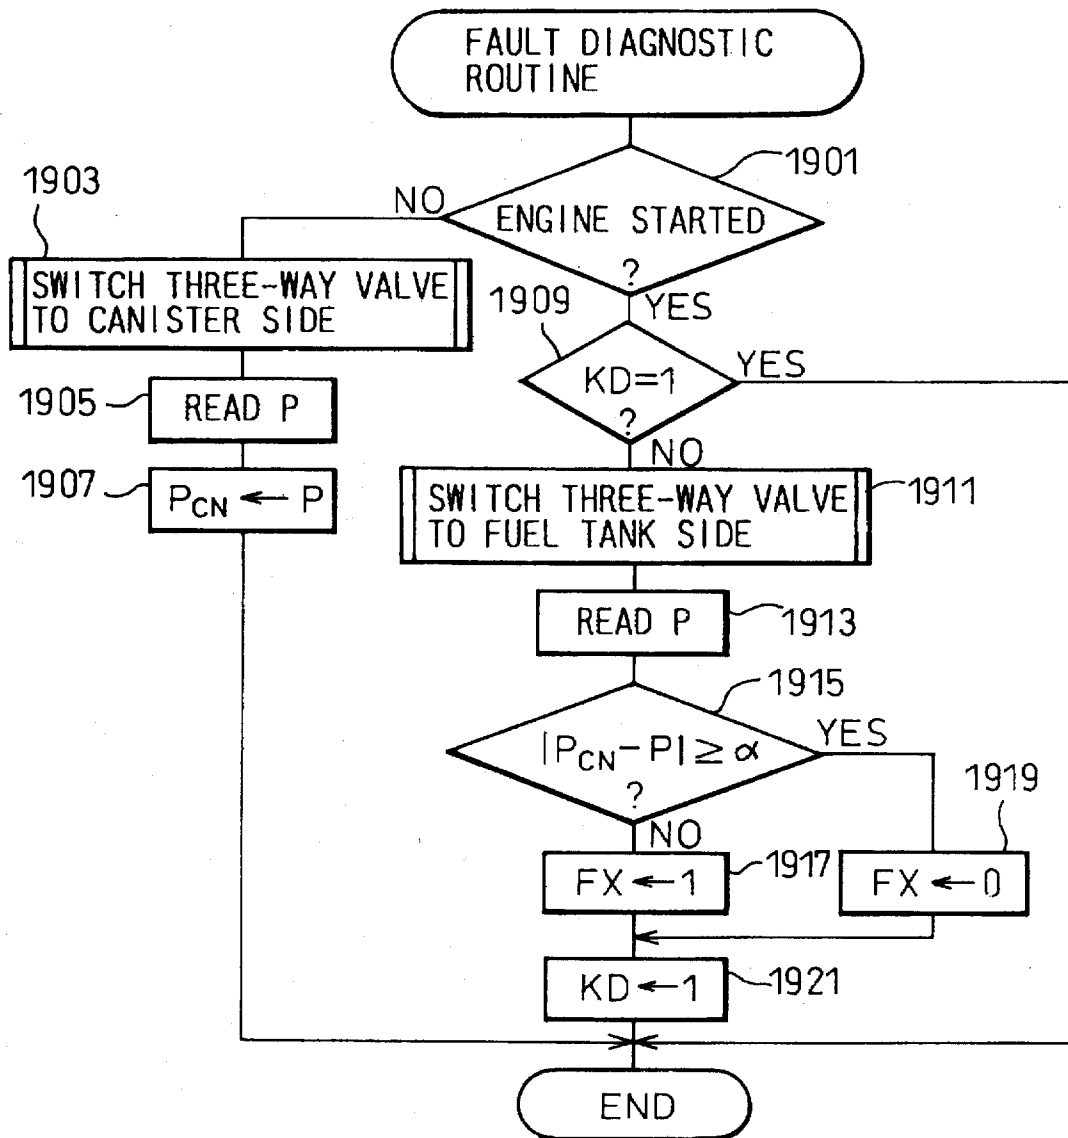 FAULT DIAGNOSTIC
ROUTINE
1901
ENGINE STARTED
?
NO
YES
1903
SWITCH THREE-WAY VALVE
TO CANISTER SIDE
1905
READ P
1907
P_CN ← P
1909
KD=1
?
YES
NO
1911
SWITCH THREE-WAY VALVE
TO FUEL TANK SIDE
READ P
1913
1915
|P_CN-P| ≥ α
?
YES
NO
1917
FX ← 1
1919
FX ← 0
KD ← 1
1921
END